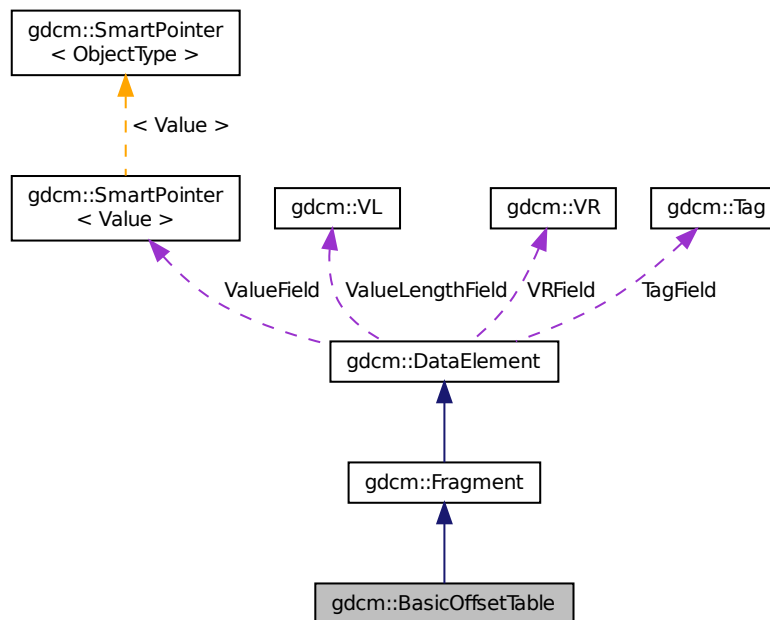 gdcm::SmartPointer
< ObjectType >
< Value >
gdcm::SmartPointer
< Value >
gdcm::VL
gdcm::VR
gdcm::Tag
ValueField
ValueLengthField
VRField
TagField
gdcm::DataElement
gdcm::Fragment
gdcm::BasicOffsetTable